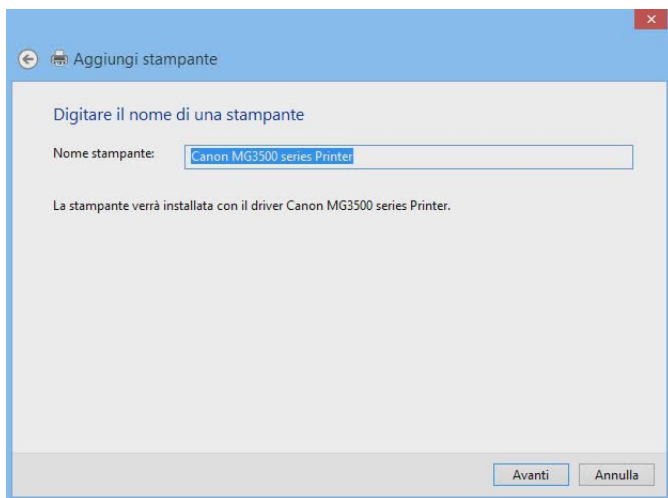 Aggiungi stampante
Digitare il nome di una stampante
Nome stampante: Canon MG3500 series Printer
La stampante verrà installata con il driver Canon MG3500 series Printer.
Avanti Annulla